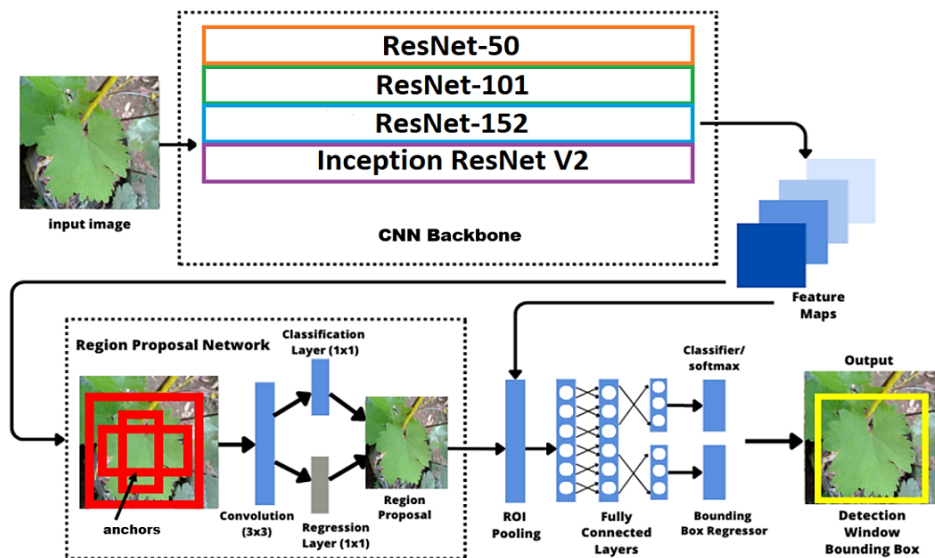 ResNet-50
ResNet-101
ResNet-152
Inception ResNet V2
input image
CNN Backbone
Feature
Maps
Region Proposal Network
Classification
Layer (1x1)
anchors
Convolution
(3x3)
Regression
Layer (1x1)
Region
Proposal
ROI
Pooling
Fully
Connected
Layers
Classifier/
softmax
Bounding
Box Regressor
Output
Detection
Window
Bounding Box